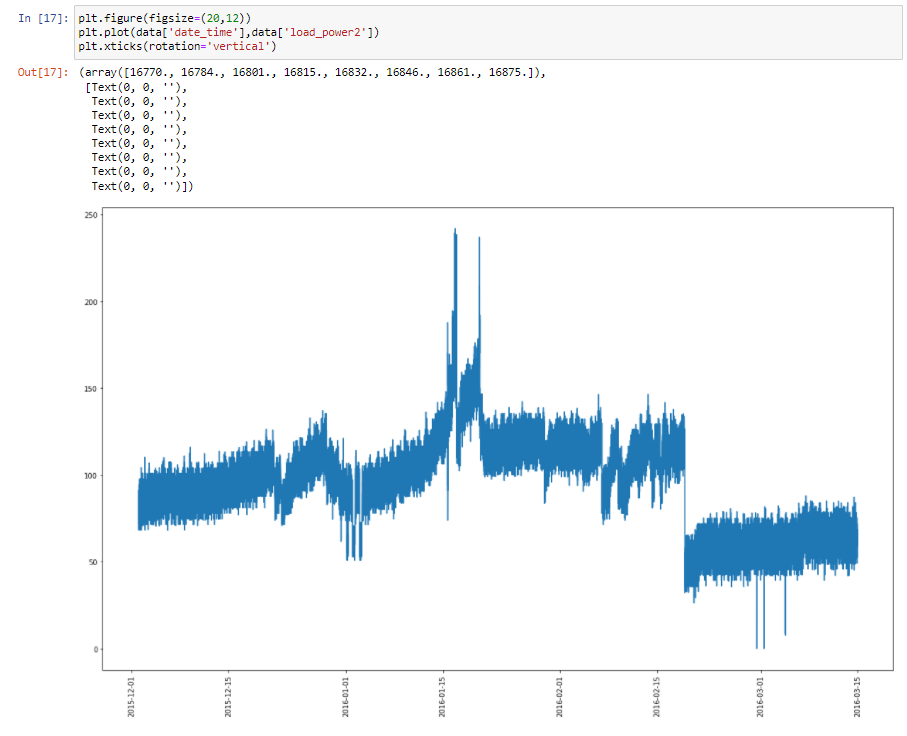 In [17]: plt.figure(figsize=(20,12))
plt.plot(data['date_time'],data['load_power2'])
plt.xticks(rotation='vertical')
Out[17]: (array([16770., 16784., 16801., 16815., 16832., 16846., 16861., 16875.]),
[Text(0, 0, ''),
Text(0, 0, ''),
Text(0, 0, ''),
Text(0, 0, ''),
Text(0, 0, ''),
Text(0, 0, ''),
Text(0, 0, ''),
Text(0, 0, '')])
250
200
150
100
50
0
2015-12-01
2015-12-15
2016-01-01
2016-01-15
2016-02-01
2016-02-15
2016-03-01
2016-03-15